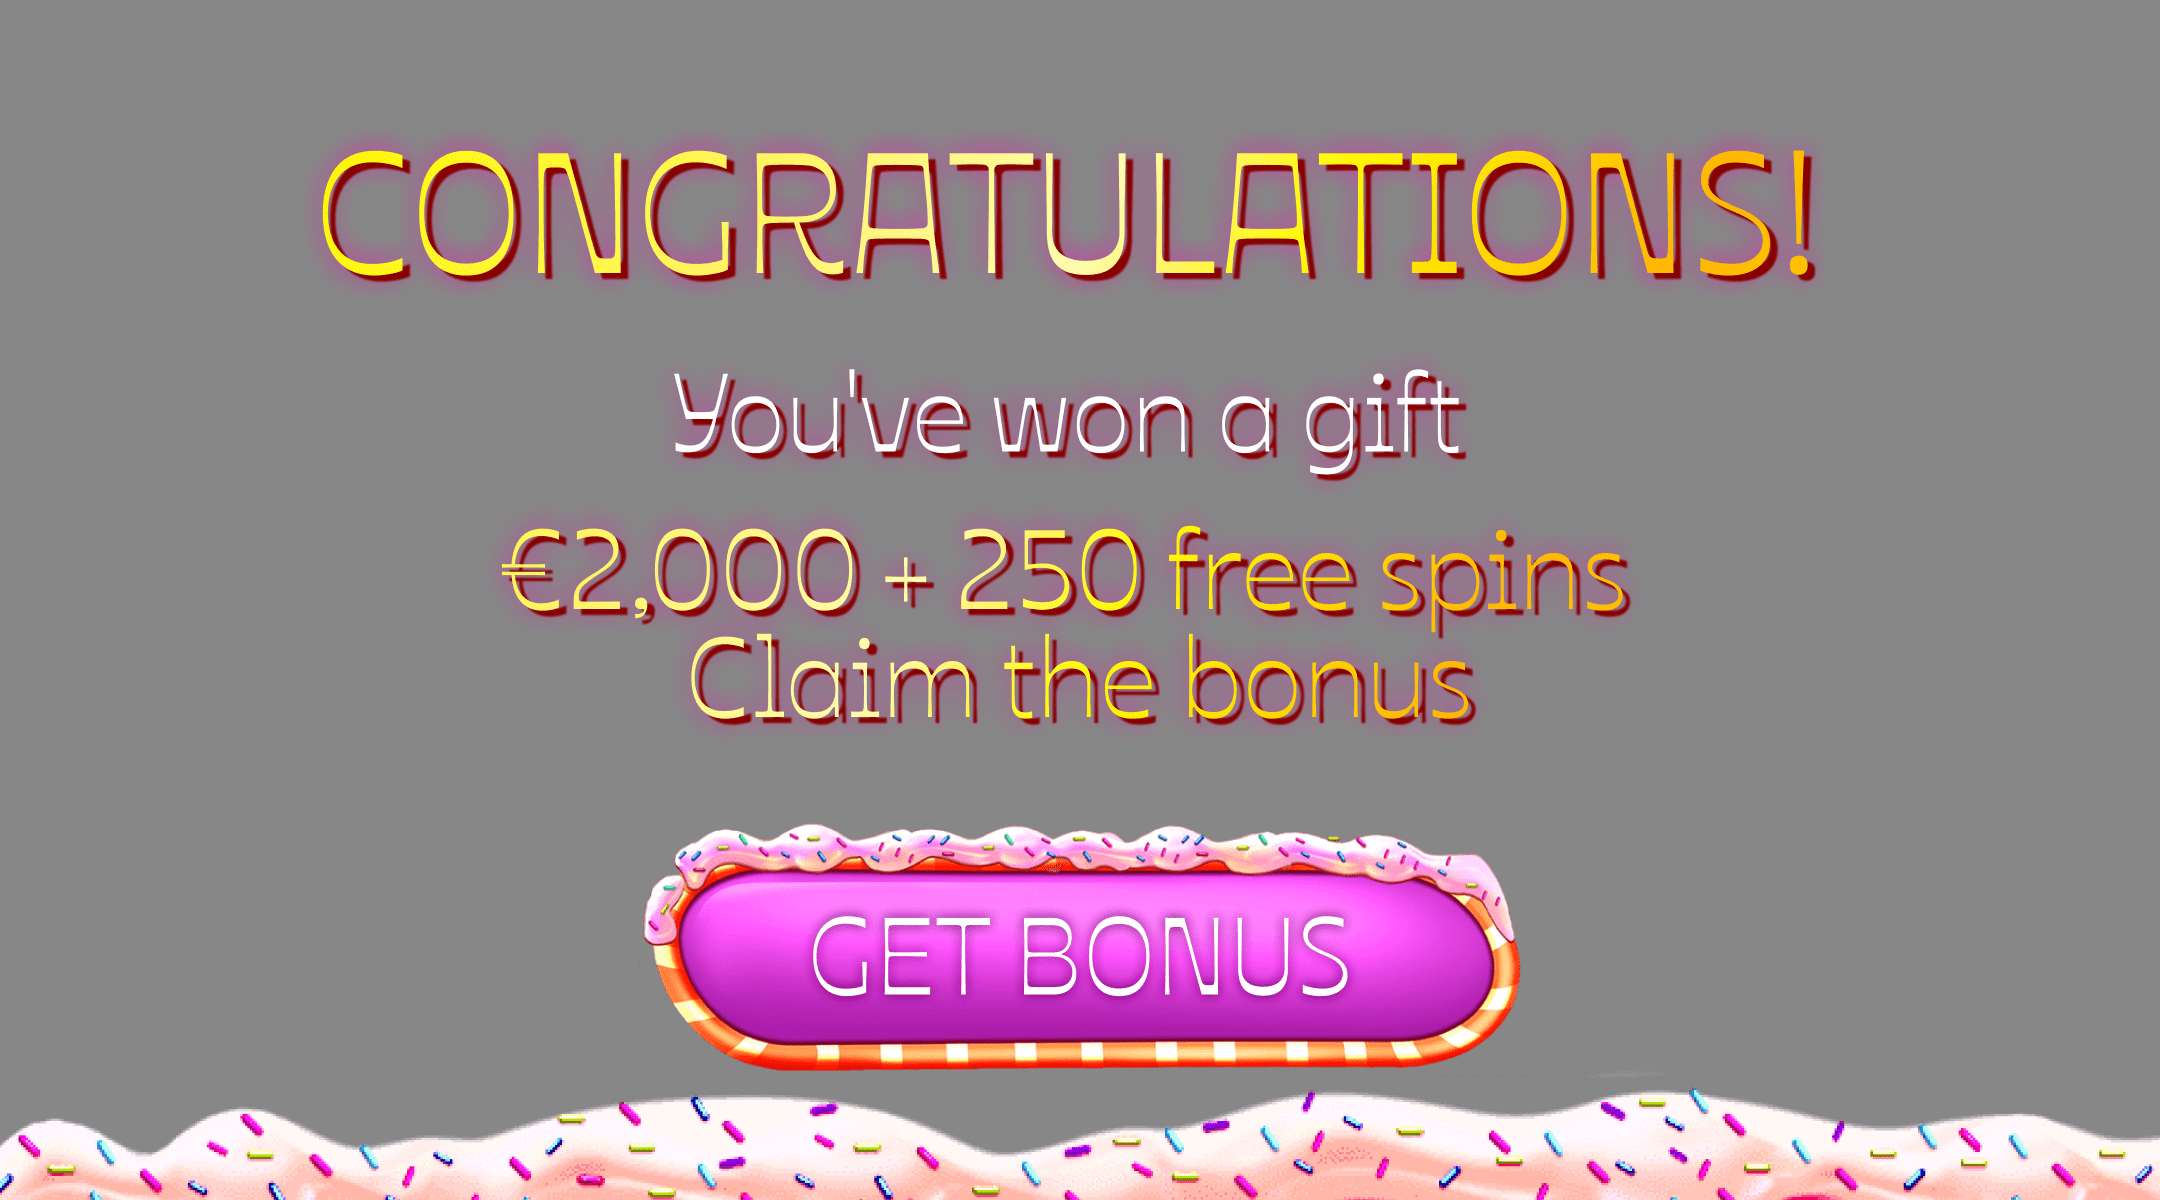 CONGRATULATIONS!
You've won a gift
€2,000 + 250 free spins
Claim the bonus
GET BONUS